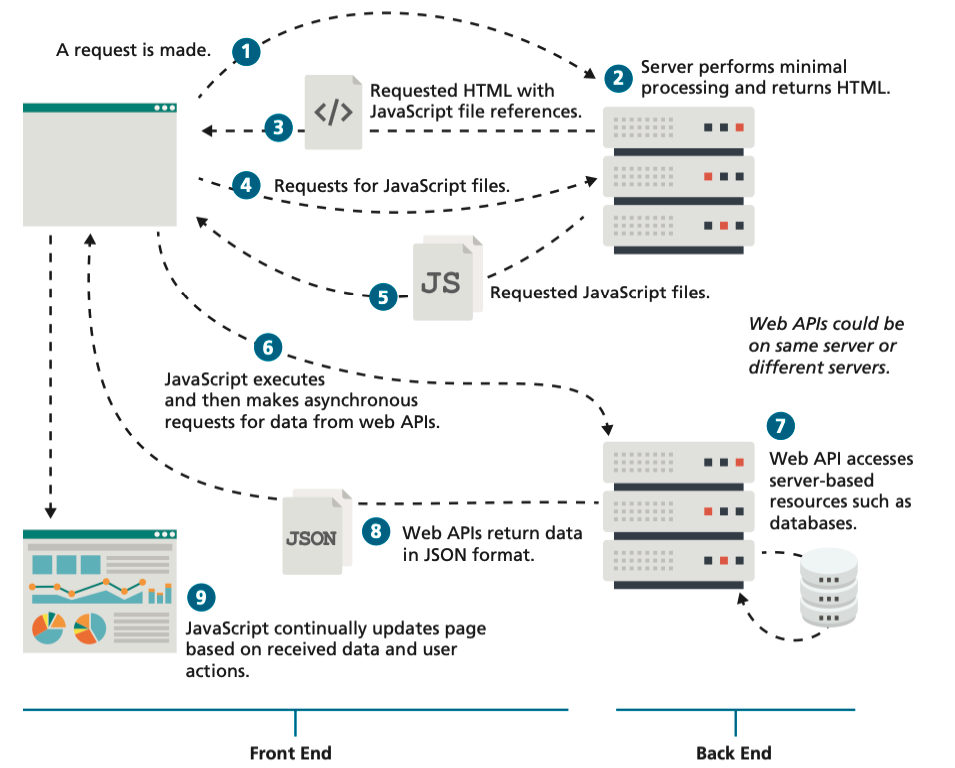 A request is made.
1
2
Server performs minimal
processing and returns HTML.
</>
Requested HTML with
JavaScript file references.
3
4
Requests for JavaScript files.
JS
5
Requested JavaScript files.
Web APIs could be
on same server or
different servers.
6
JavaScript executes
and then makes asynchronous
requests for data from web APIs.
7
Web API accesses
server-based
resources such as
databases.
JSON
8
Web APIs return data
in JSON format.
9
JavaScript continually updates page
based on received data and user
actions.
Front End
Back End